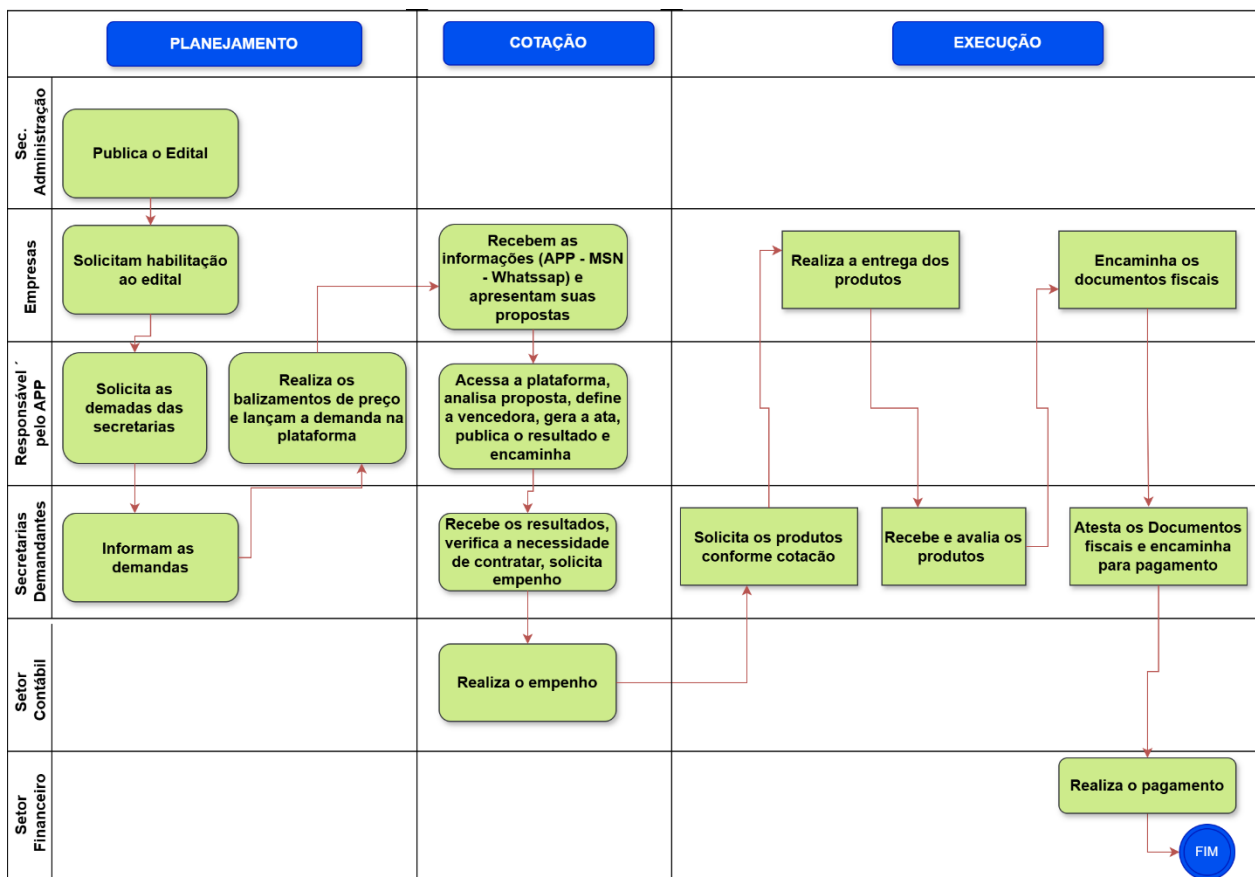 PLANEJAMENTO
COTAÇÃO
EXECUÇÃO
Sec.
Administração
Publica o Edital
Empresas
Solicitam habilitação
ao edital
Recebem as
informações (APP - MSN
- Whatssap) e
apresentam suas
propostas
Realiza a entrega dos
produtos
Encaminha os
documentos fiscais
Responsável ´
pelo APP
Solicita as
demadas das
secretarias
Realiza os
balizamentos de preço
e lançam a demanda na
plataforma
Acessa a plataforma,
analisa proposta, define
a vencedora, gera a ata,
publica o resultado e
encaminha
Secretarias
Demandantes
Informam as
demandas
Recebe os resultados,
verifica a necessidade
de contratar, solicita
empenho
Solicita os produtos
conforme cotacão
Recebe e avalia os
produtos
Atesta os Documentos
fiscais e encaminha
para pagamento
Setor
Contábil
Realiza o empenho
Setor
Financeiro
Realiza o pagamento
FIM